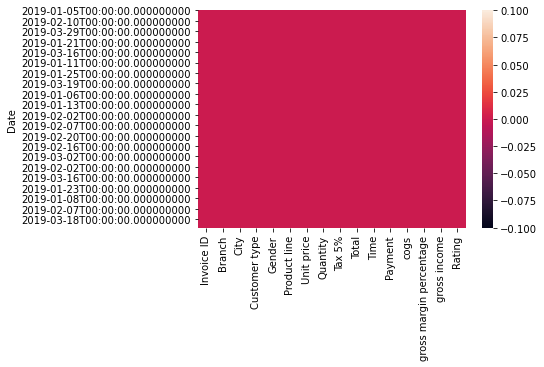 Date
2019-01-05T00:00:00.000000000
2019-02-10T00:00:00.000000000
2019-03-29T00:00:00.000000000
2019-01-21T00:00:00.000000000
2019-03-16T00:00:00.000000000
2019-01-11T00:00:00.000000000
2019-01-25T00:00:00.000000000
2019-03-19T00:00:00.000000000
2019-01-06T00:00:00.000000000
2019-01-13T00:00:00.000000000
2019-02-02T00:00:00.000000000
2019-02-07T00:00:00.000000000
2019-02-20T00:00:00.000000000
2019-02-16T00:00:00.000000000
2019-03-02T00:00:00.000000000
2019-02-02T00:00:00.000000000
2019-03-16T00:00:00.000000000
2019-01-23T00:00:00.000000000
2019-01-08T00:00:00.000000000
2019-02-07T00:00:00.000000000
2019-03-18T00:00:00.000000000
Invoice ID
Branch
City
Customer type
Gender
Product line
Unit price
Quantity
Tax 5%
Total
Time
Payment
cogs
gross margin percentage
gross income
Rating
0.100
0.075
0.050
0.025
0.000
−0.025
−0.050
−0.075
−0.100